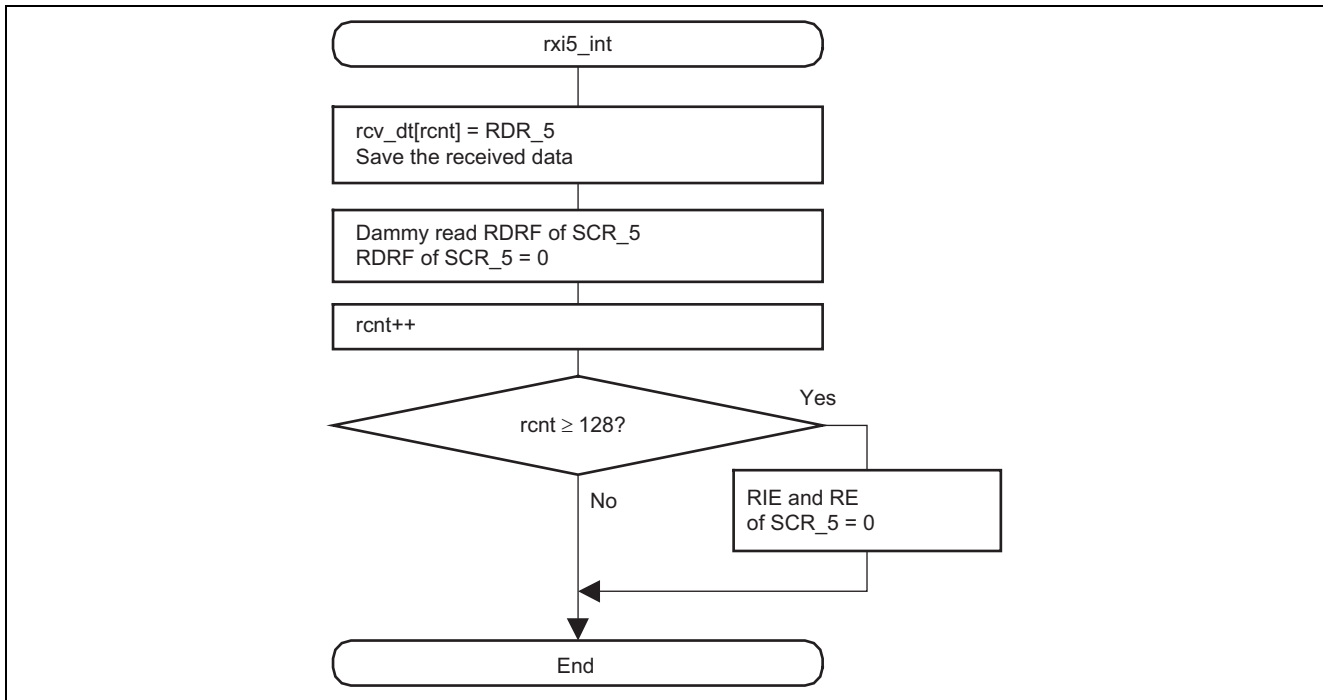 rxi5_int
rcv_dt[rcnt] = RDR_5
Save the received data
Dammy read RDRF of SCR_5
RDRF of SCR_5 = 0
rcnt++
rcnt ≥ 128?
Yes
No
RIE and RE
of SCR_5 = 0
End